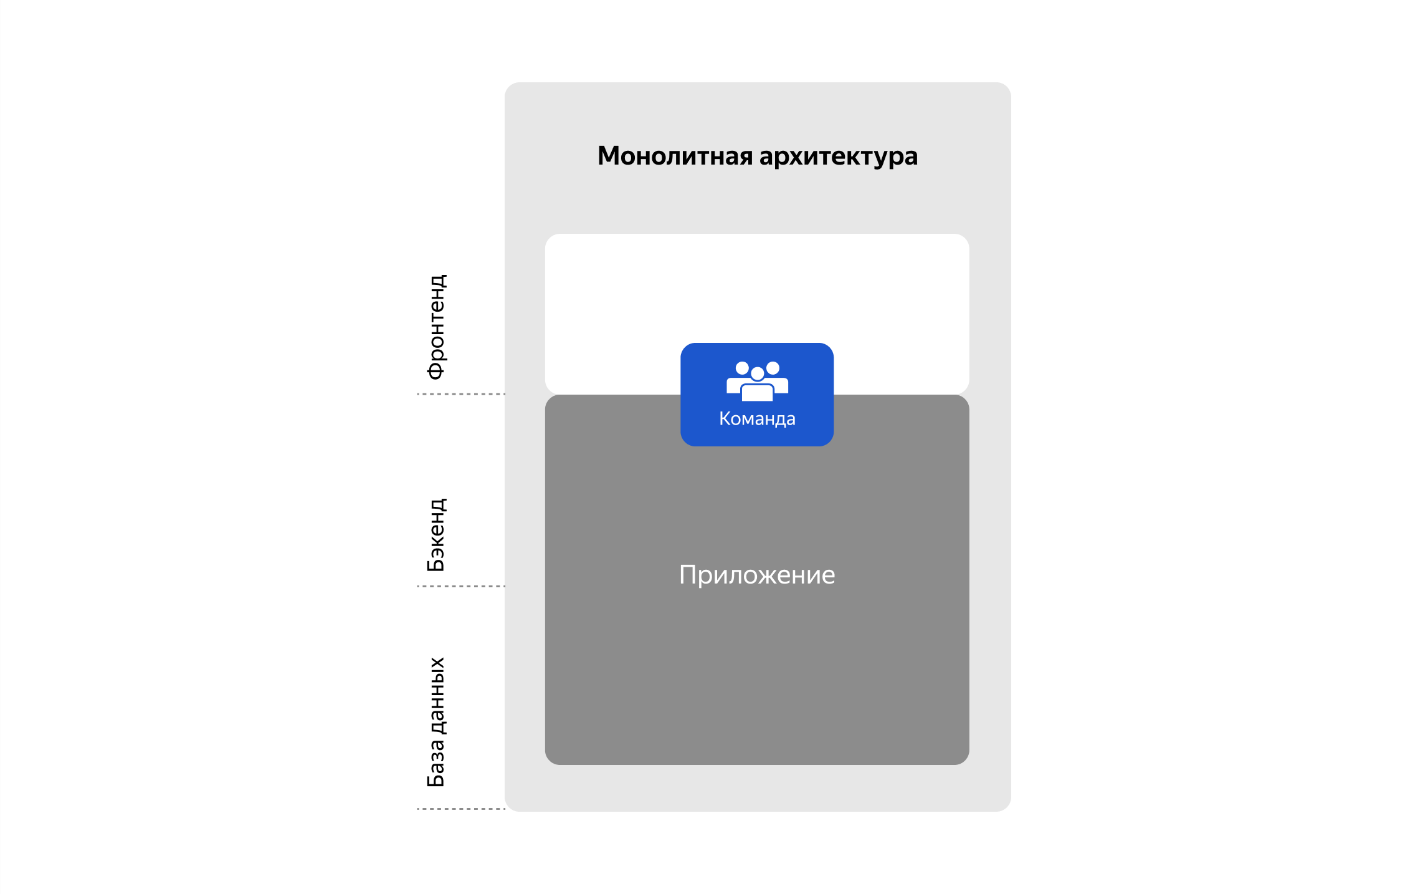 Монолитная архитектура
Фронтенд
Команда
Бэкенд
Приложение
База данных